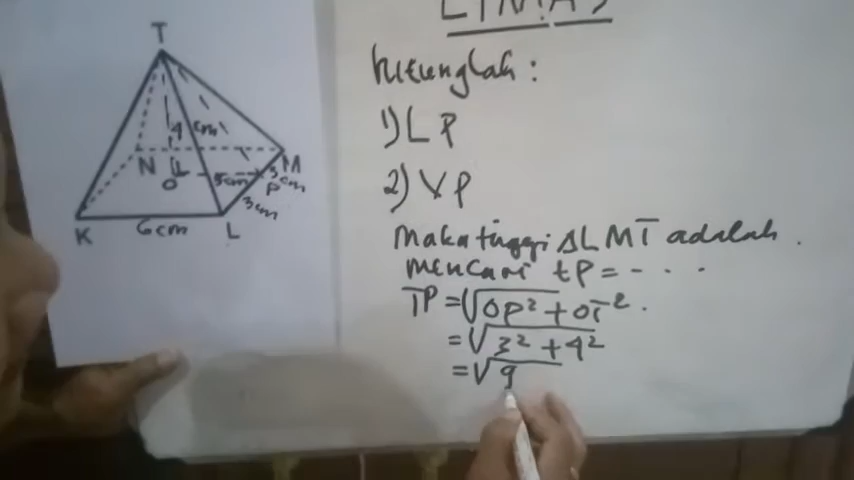 LIMAS
hitunglah :
1) L P
2) V P
maka tinggi ΔLMT adalah .
mencari tP = - . . .
TP = √OP² + OT² .
= √3² + 4²
= √9
T
4 cm
N
M
O
3cm
3cm
P
3cm
K
6cm
L